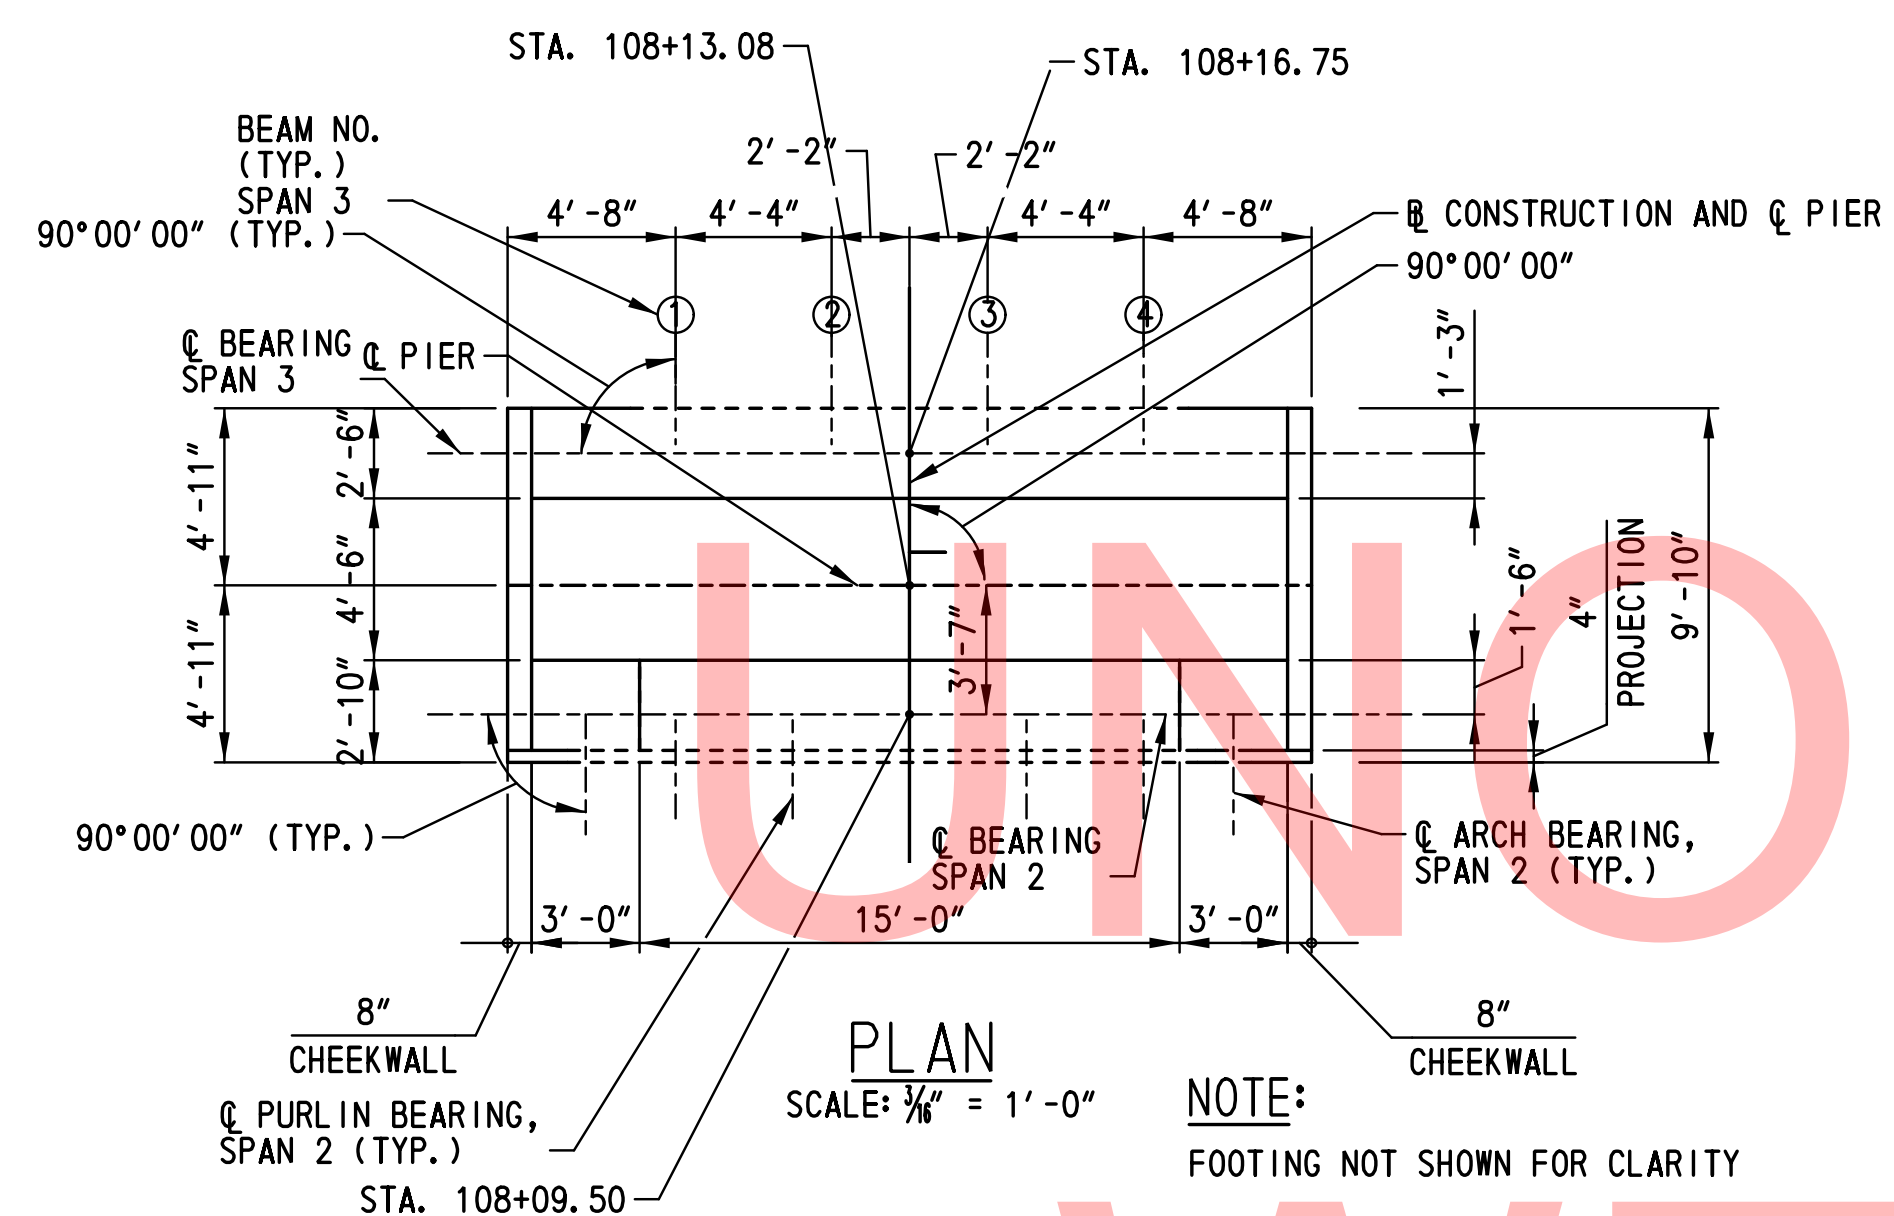 STA. 108+13.08
STA. 108+16.75
BEAM NO.
(TYP.)
SPAN 3
2'-2"
2'-2"
90°00'00" (TYP.)
4'-8"
4'-4"
4'-4"
4'-8"
℄ CONSTRUCTION AND ℄ PIER
90°00'00"
1
2
3
4
℄ BEARING
SPAN 3
℄ PIER
1'-3"
4'-11"
2'-6"
4'-6"
4'-11"
2'-10"
3'-7"
1'-6"
4"
PROJECTION
9'-10"
90°00'00" (TYP.)
℄ BEARING
SPAN 2
℄ ARCH BEARING,
SPAN 2 (TYP.)
3'-0"
15'-0"
3'-0"
8"
CHEEKWALL
8"
CHEEKWALL
℄ PURLIN BEARING,
SPAN 2 (TYP.)
STA. 108+09.50
PLAN
SCALE: 3/16" = 1'-0"
NOTE:
FOOTING NOT SHOWN FOR CLARITY
UNO